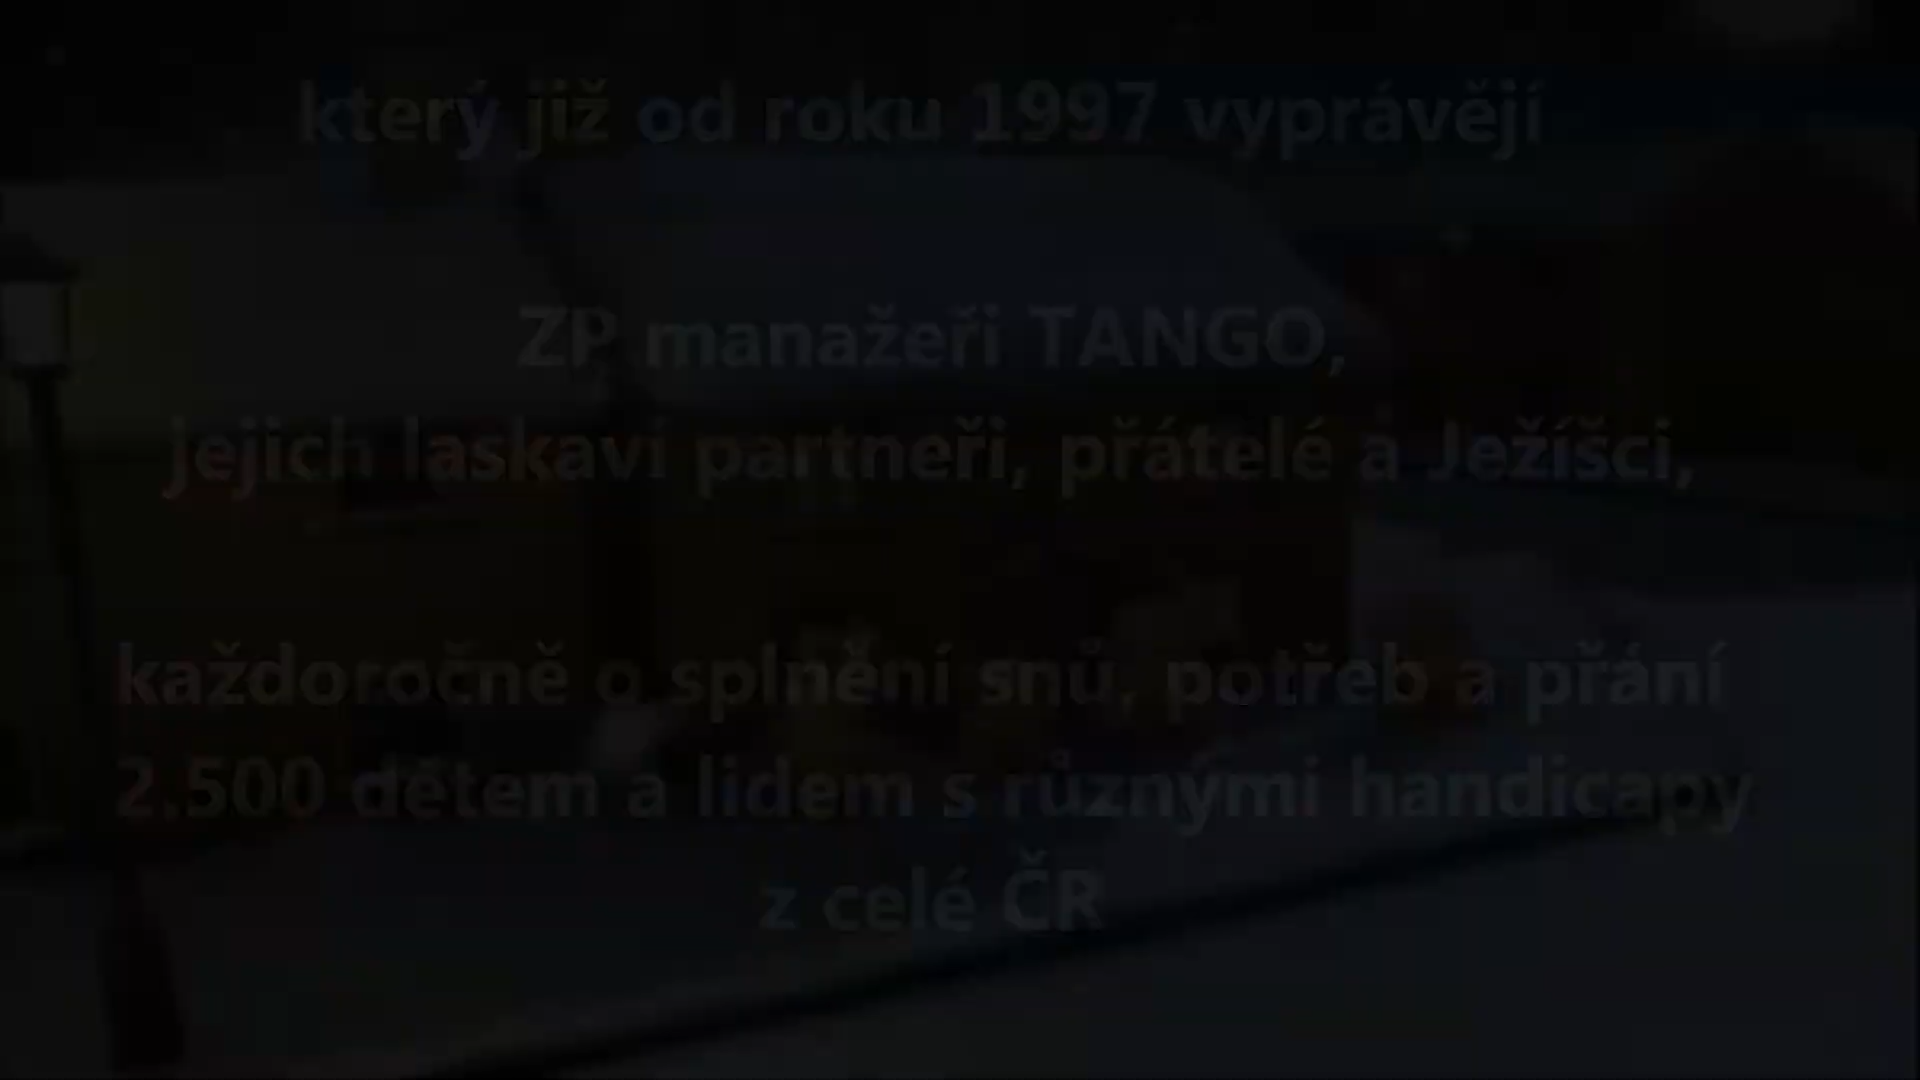 který již od roku 1997 vyprávějí
ZP manažeři TANGO,
jejich laskaví partneři, přátelé a Ježíšci,
každoročně o splnění snů, potřeb a přání
2.500 dětem a lidem s různými handicapy
z celé ČR